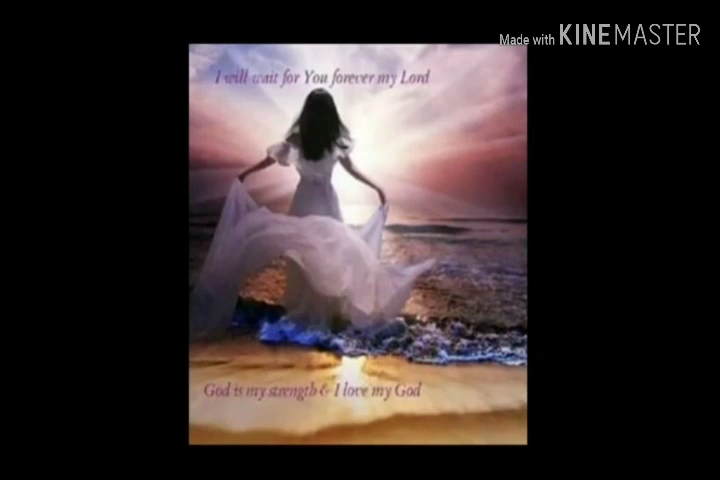 Made with KINEMASTER
I will wait for You forever my Lord
God is my strength & I love my God